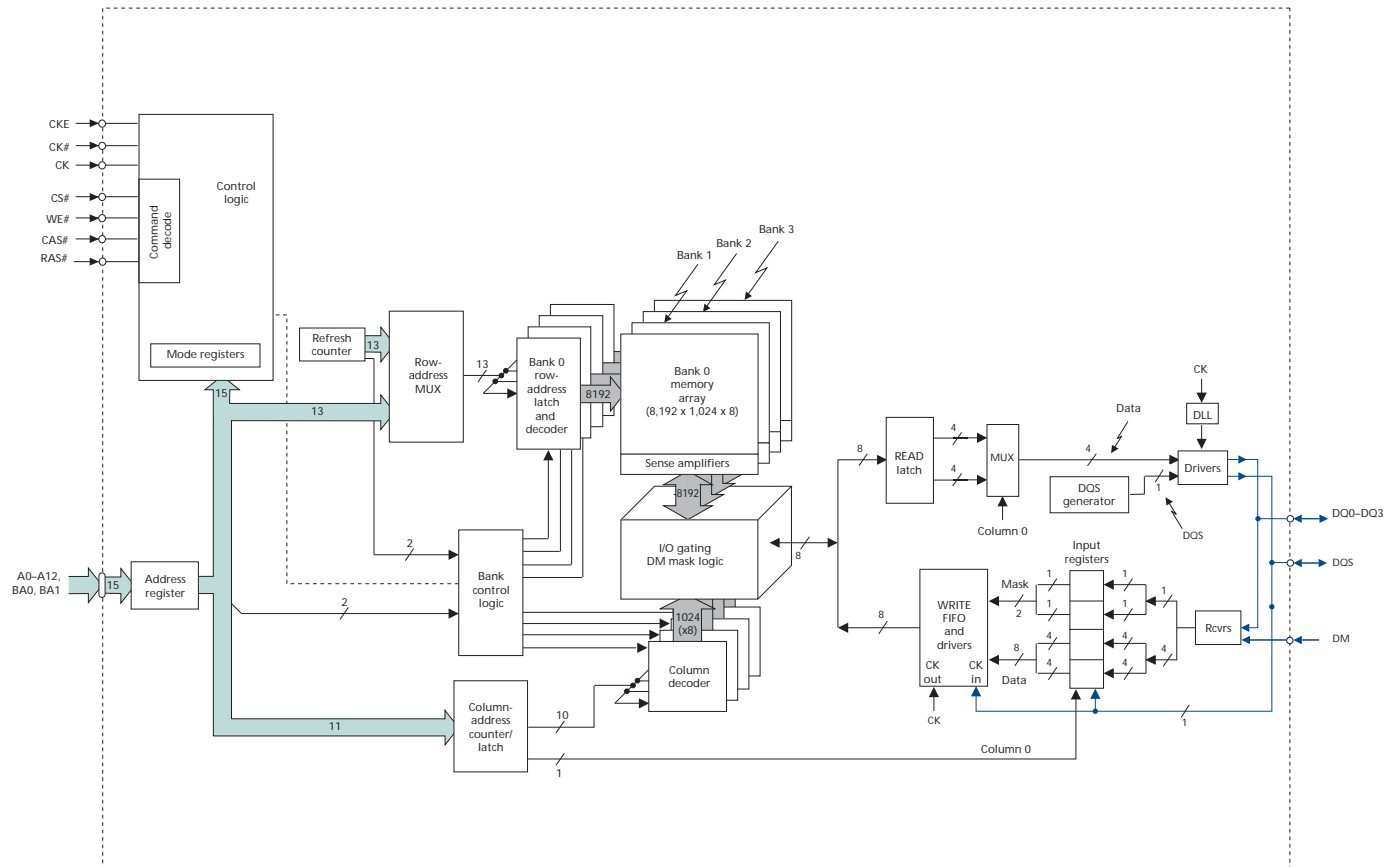 CKE
CK#
CK
CS#
WE#
CAS#
RAS#
Command
decode
Control
logic
Mode registers
15
Refresh
counter
13
13
Row-
address
MUX
13
Bank 0
row-
address
latch
and
decoder
8192
Bank 1
Bank 2
Bank 3
Bank 0
memory
array
(8,192 x 1,024 x 8)
Sense amplifiers
8192
I/O gating
DM mask logic
8
1024
(x8)
Column
decoder
A0–A12,
BA0, BA1
15
Address
register
2
2
Bank
control
logic
11
Column-
address
counter/
latch
10
1
Column 0
8
READ
latch
4
4
MUX
Column 0
Data
4
DQS
generator
1
DQS
CK
DLL
Drivers
DQ0–DQ3
DQS
DM
8
WRITE
FIFO
and
drivers
CK
out
CK
in
CK
Mask
2
8
Data
Input
registers
1
1
4
4
1
1
4
4
1
4
Rcvrs
1